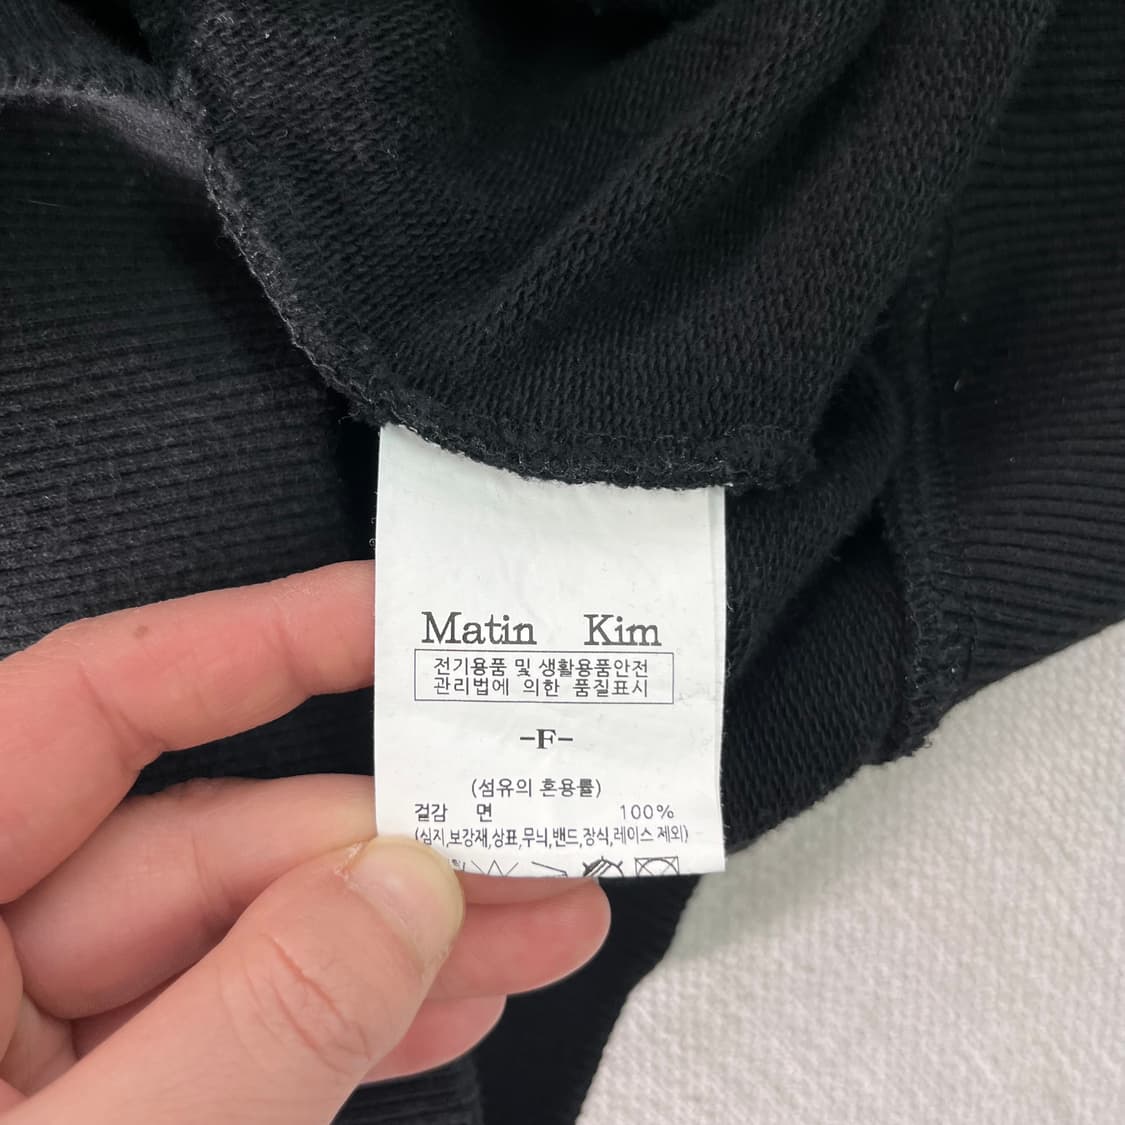 Matin Kim
전기용품 및 생활용품안전
관리법에 의한 품질표시
-F-
(섬유의 혼용률)
겉감 면 100%
(심지,보강재,상표,무늬,밴드,장식,레이스 제외)